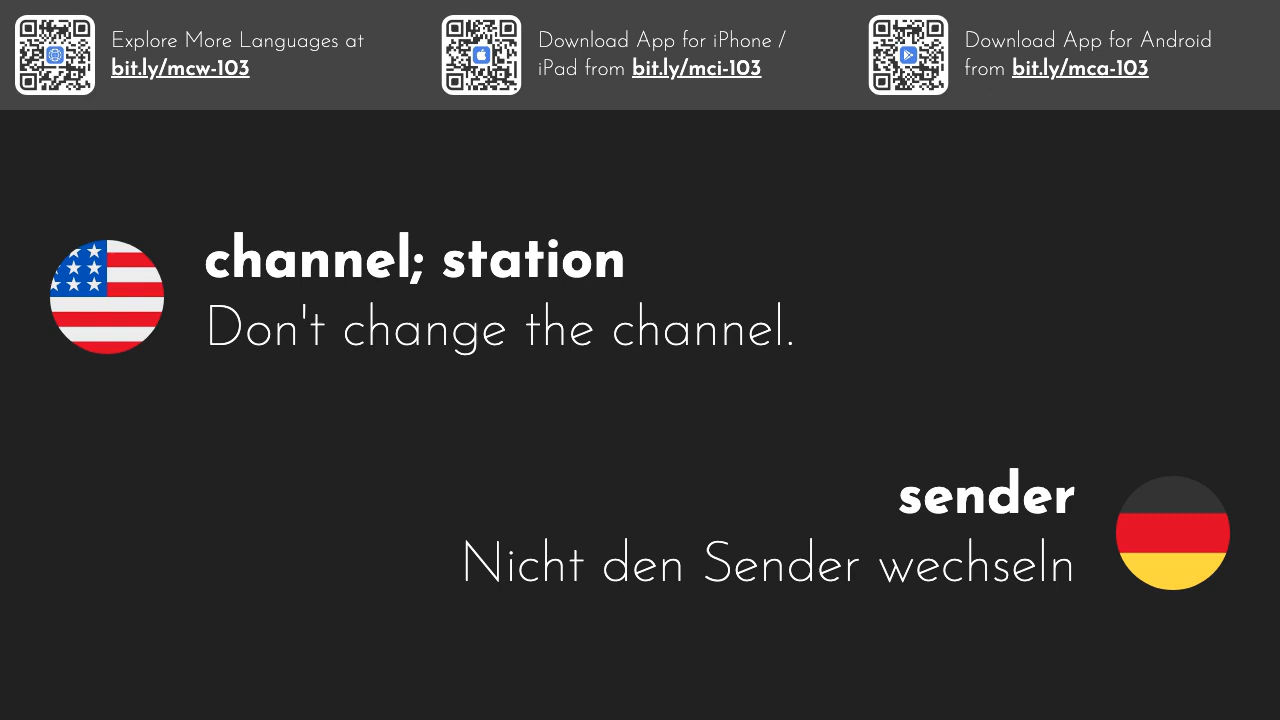 Explore More Languages at
bit.ly/mcw-103
Download App for iPhone /
iPad from bit.ly/mci-103
Download App for Android
from bit.ly/mca-103
channel; station
Don't change the channel.
sender
Nicht den Sender wechseln